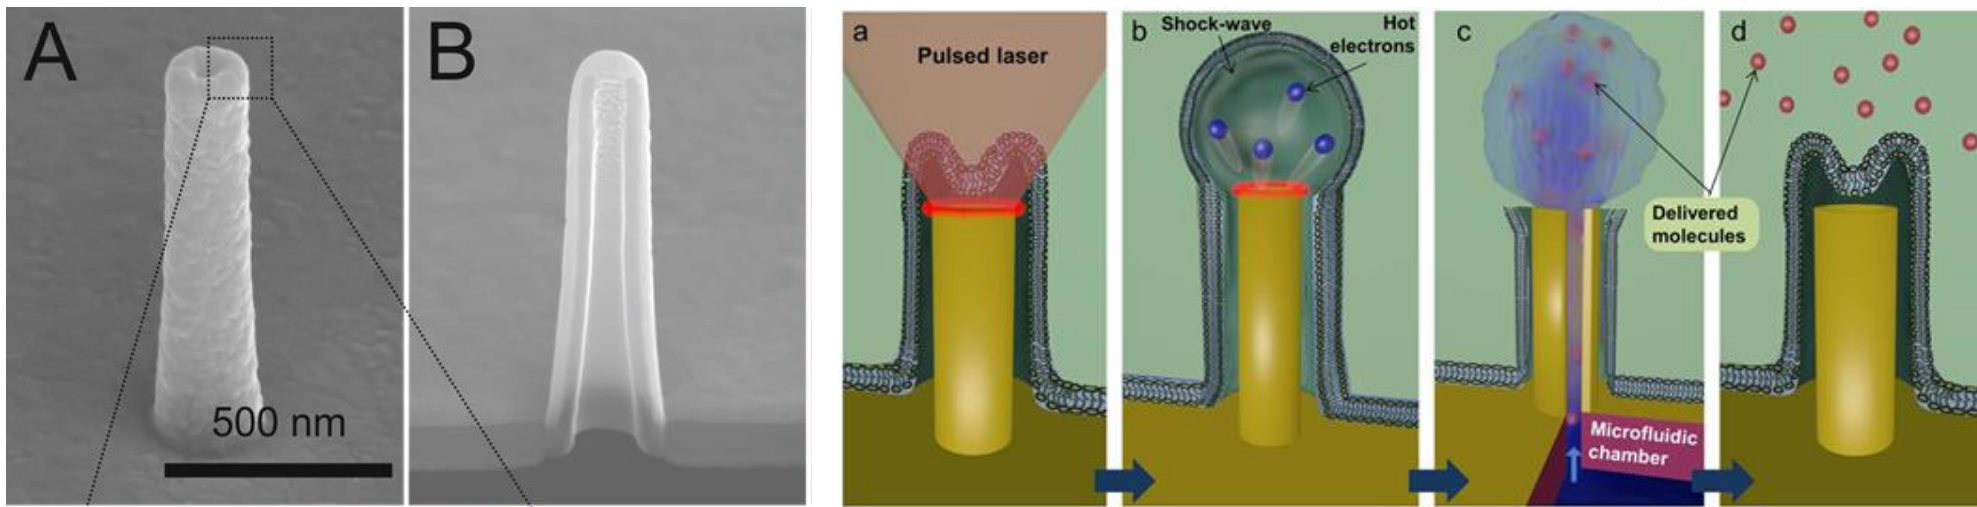 A
500 nm
B
a
Pulsed laser
b
Shock-wave
Hot
electrons
c
Delivered
molecules
Microfluidic
chamber
d